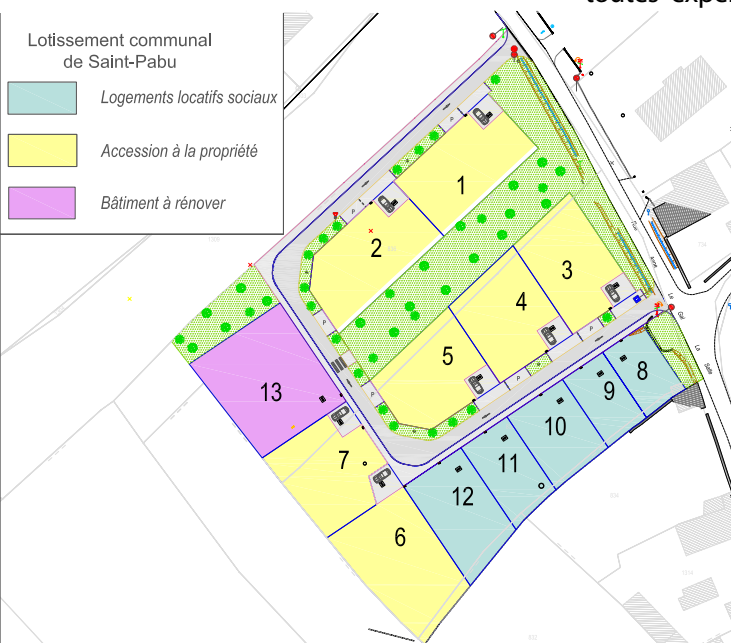 toutes
Lotissement communal
de Saint-Pabu
Logements locatifs sociaux
Accession à la propriété
Bâtiment à rénover
1
2
3
4
5
13
7
6
12
11
10
9
8